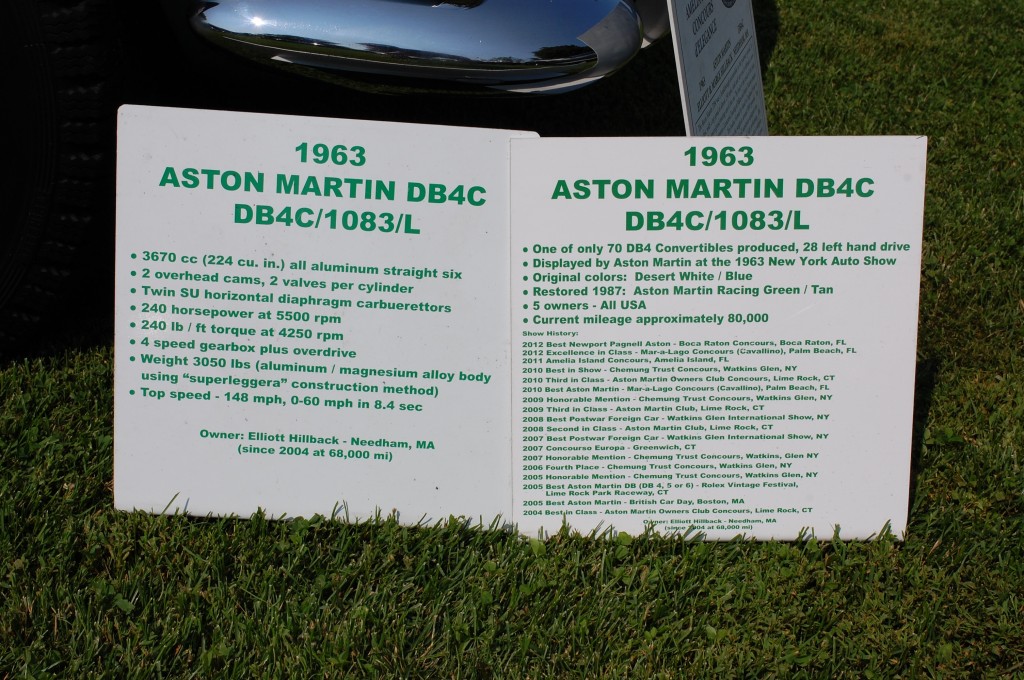 1963
ASTON MARTIN DB4C
DB4C/1083/L
• 3670 cc (224 cu. in.) all aluminum straight six
• 2 overhead cams, 2 valves per cylinder
• Twin SU horizontal diaphragm carbuerettors
• 240 horsepower at 5500 rpm
• 240 lb / ft torque at 4250 rpm
• 4 speed gearbox plus overdrive
• Weight 3050 lbs (aluminum / magnesium alloy body
using "superleggera" construction method)
• Top speed - 148 mph, 0-60 mph in 8.4 sec
Owner: Elliott Hillback - Needham, MA
(since 2004 at 68,000 mi)
1963
ASTON MARTIN DB4C
DB4C/1083/L
• One of only 70 DB4 Convertibles produced, 28 left hand drive
• Displayed by Aston Martin at the 1963 New York Auto Show
• Original colors: Desert White / Blue
• Restored 1987: Aston Martin Racing Green / Tan
• 5 owners - All USA
• Current mileage approximately 80,000
Show History:
2012 Best Newport Pagnell Aston - Boca Raton Concours, Boca Raton, FL
2012 Excellence in Class - Mar-a-Lago Concours (Cavallino), Palm Beach, FL
2011 Amelia Island Concours, Amelia Island, FL
2010 Best in Show - Chemung Trust Concours, Watkins Glen, NY
2010 Third in Class - Aston Martin Owners Club Concours, Lime Rock, CT
2010 Best Aston Martin - Mar-a-Lago Concours (Cavallino), Palm Beach, FL
2009 Honorable Mention - Chemung Trust Concours, Watkins Glen, NY
2009 Third in Class - Aston Martin Club, Lime Rock, CT
2008 Best Postwar Foreign Car - Watkins Glen International Show, NY
2008 Second in Class - Aston Martin Club, Lime Rock, CT
2007 Best Postwar Foreign Car - Watkins Glen International Show, NY
2007 Concourso Europa - Greenwich, CT
2007 Honorable Mention - Chemung Trust Concours, Watkins, Glen NY
2006 Fourth Place - Chemung Trust Concours, Watkins Glen, NY
2005 Honorable Mention - Chemung Trust Concours, Watkins Glen, NY
2005 Best Aston Martin DB (DB 4, 5 or 6) - Rolex Vintage Festival,
Lime Rock Park Raceway, CT
2005 Best Aston Martin - British Car Day, Boston, MA
2004 Best in Class - Aston Martin Owners Club Concours, Lime Rock, CT
Owner: Elliott Hillback - Needham, MA
(since 2004 at 68,000 mi)
CONCOURS
D'ELEGANCE